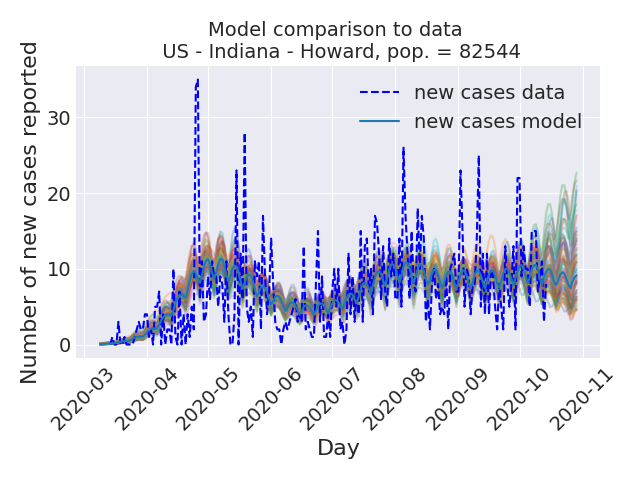 Model comparison to data
US - Indiana - Howard, pop. = 82544
Number of new cases reported
30
20
10
0
new cases data
new cases model
2020-03
2020-04
2020-05
2020-06
2020-07
2020-08
2020-09
2020-10
2020-11
Day